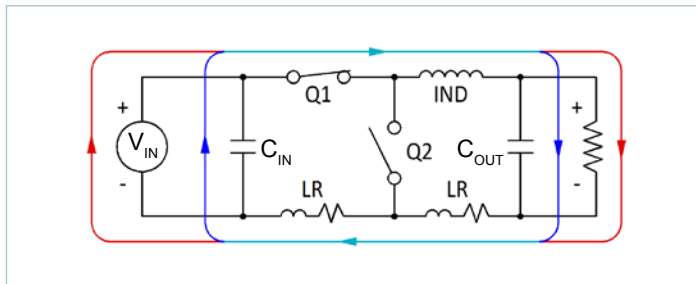 +
Q1
IND
+
V_IN
C_IN
Q2
C_OUT
-
LR
LR
-